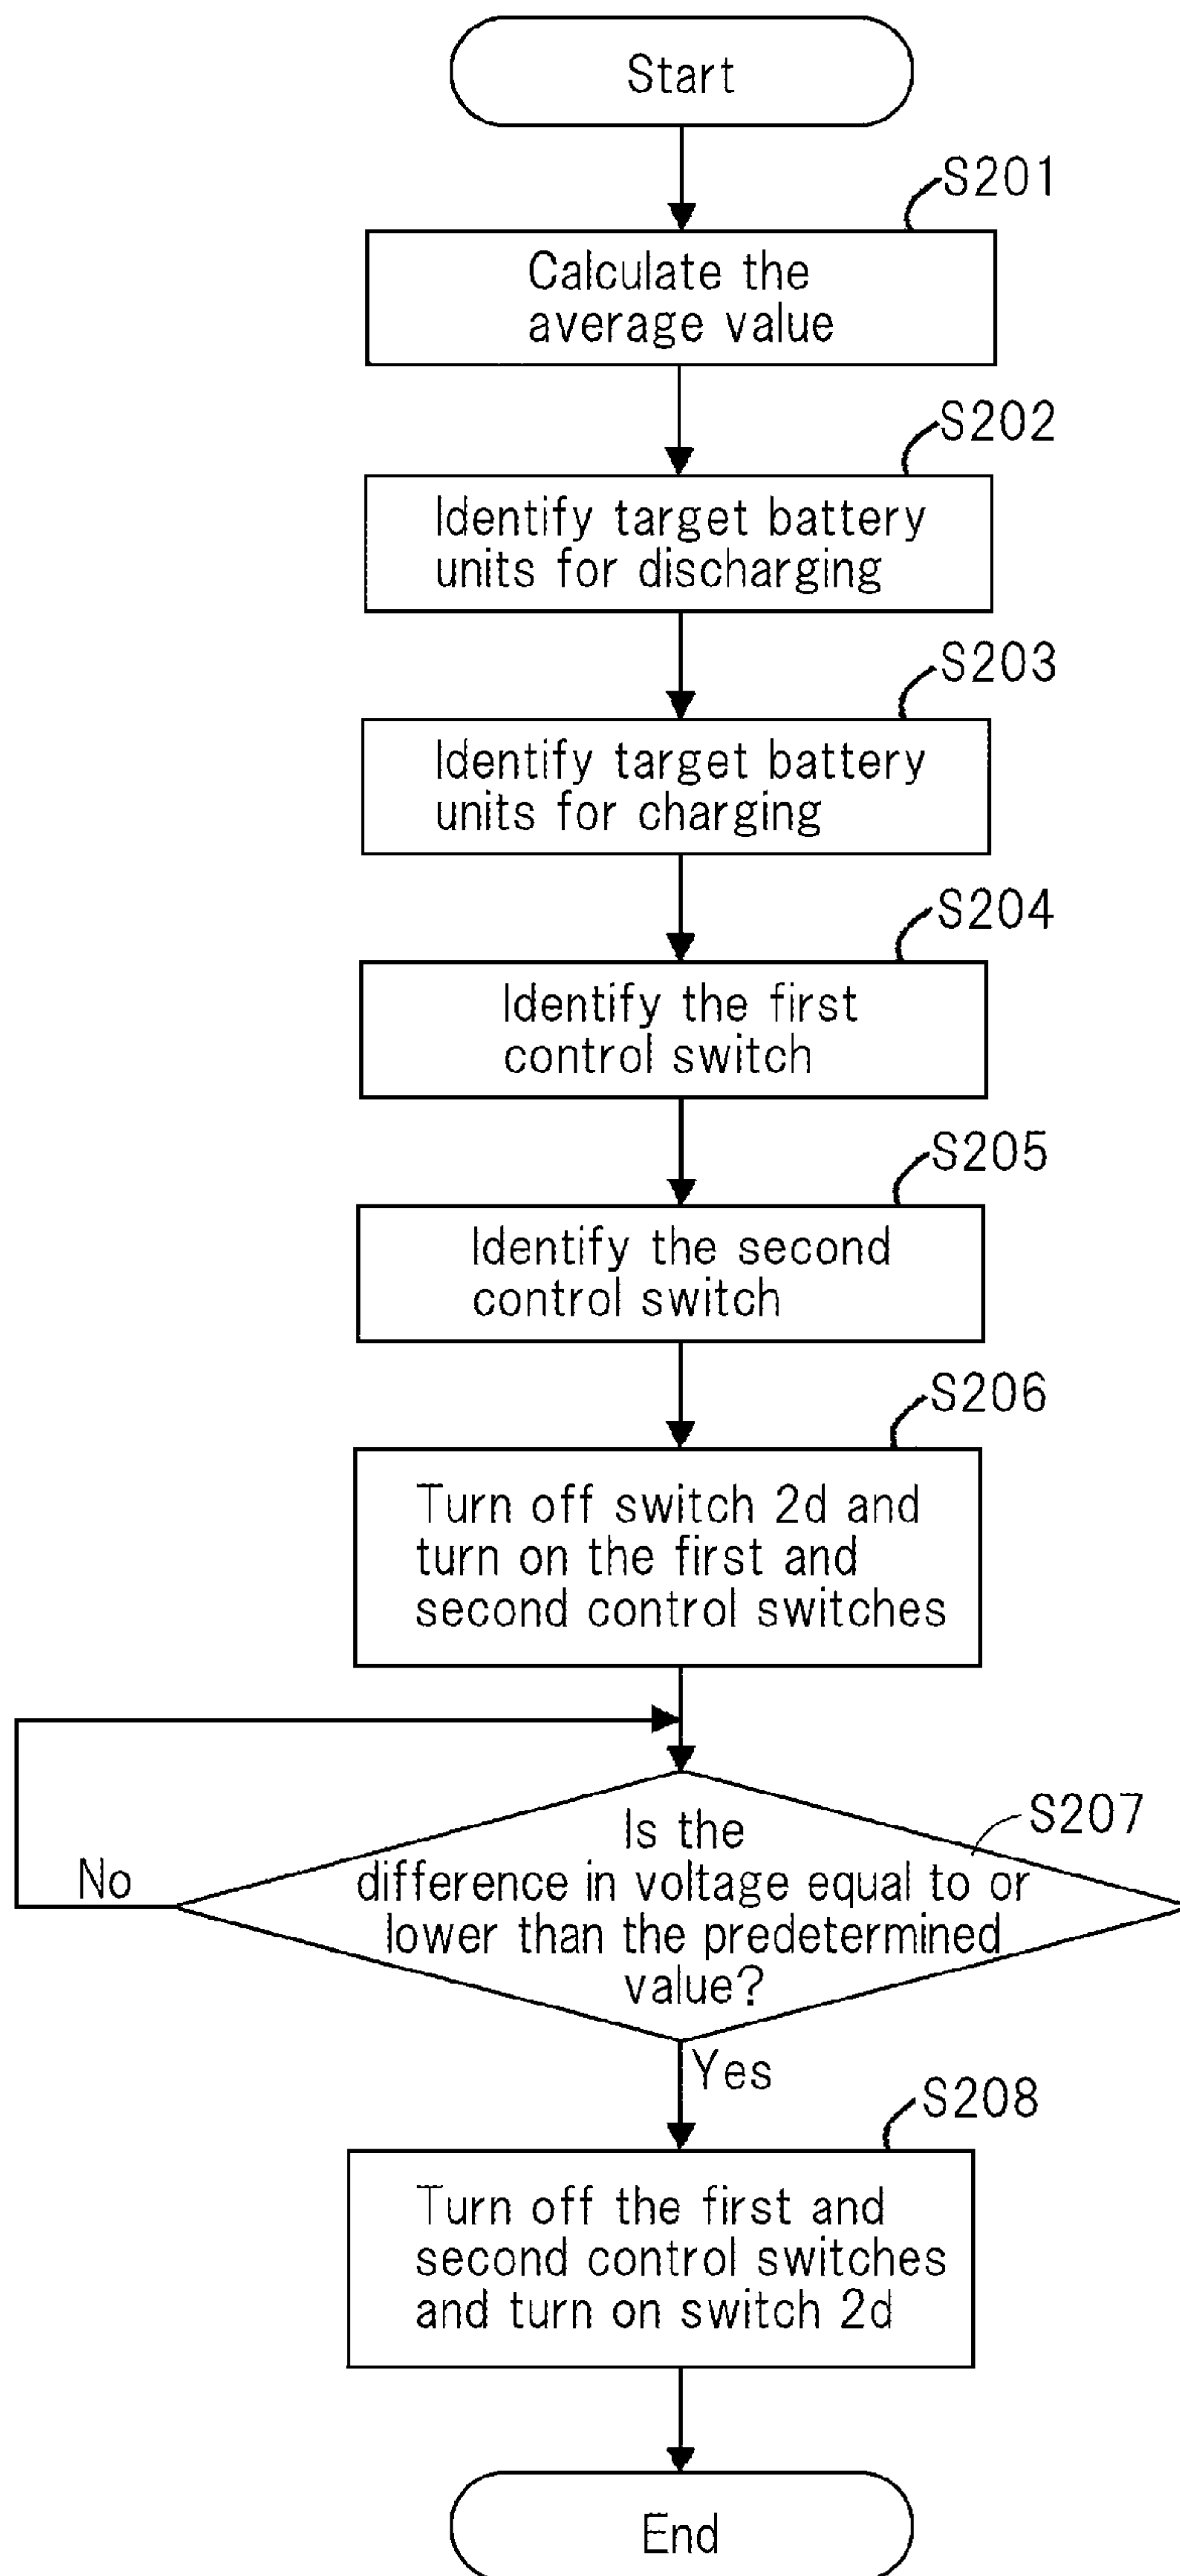 Start
S201
Calculate the
average value
S202
Identify target battery
units for discharging
S203
Identify target battery
units for charging
S204
Identify the first
control switch
S205
Identify the second
control switch
S206
Turn off switch 2d and
turn on the first and
second control switches
S207
Is the
difference in voltage equal to or
lower than the predetermined
value?
No
Yes
S208
Turn off the first and
second control switches
and turn on switch 2d
End